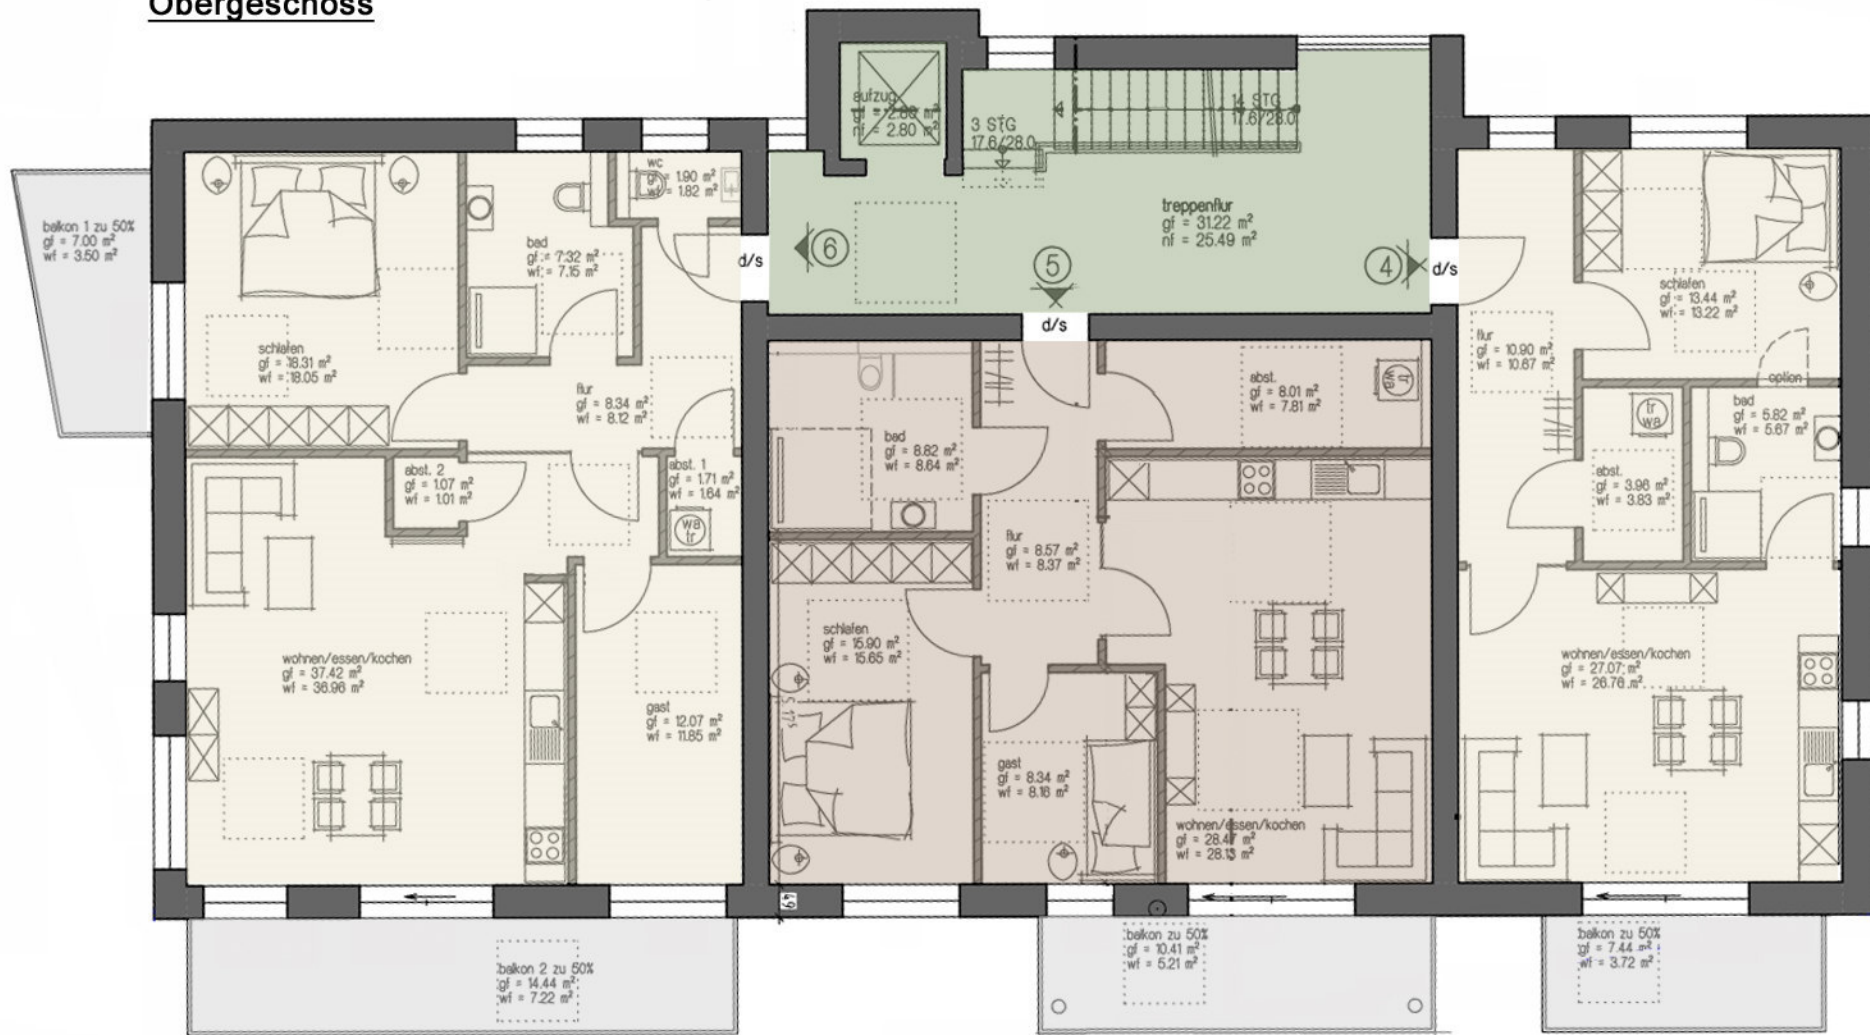 Obergeschoss
aufzug
gf = 2.80 m²
nf = 2.80 m²
3 STG
17.6/28.0
4
14 STG
17.6/28.0
treppenflur
gf = 31.22 m²
nf = 25.49 m²
6
5
4
d/s
d/s
d/s
balkon 1 zu 50%
gf = 7.00 m²
wf = 3.50 m²
schlafen
gf = 18.31 m²
wf = 18.05 m²
bad
gf = 7.32 m²
wf = 7.15 m²
wc
gf = 1.90 m²
wf = 1.82 m²
flur
gf = 8.34 m²
wf = 8.12 m²
abst. 2
gf = 1.07 m²
wf = 1.01 m²
abst. 1
gf = 1.71 m²
wf = 1.64 m²
wa
tr
wohnen/essen/kochen
gf = 37.42 m²
wf = 36.96 m²
gast
gf = 12.07 m²
wf = 11.85 m²
balkon 2 zu 50%
gf = 14.44 m²
wf = 7.22 m²
bad
gf = 8.82 m²
wf = 8.64 m²
abst.
gf = 8.01 m²
wf = 7.81 m²
tr
wa
flur
gf = 8.57 m²
wf = 8.37 m²
schlafen
gf = 15.90 m²
wf = 15.65 m²
gast
gf = 8.34 m²
wf = 8.16 m²
wohnen/essen/kochen
gf = 28.47 m²
wf = 28.13 m²
49
balkon zu 50%
gf = 10.41 m²
wf = 5.21 m²
flur
gf = 10.90 m²
wf = 10.67 m²
schlafen
gf = 13.44 m²
wf = 13.22 m²
option
bad
gf = 5.82 m²
wf = 5.67 m²
tr
wa
abst.
gf = 3.96 m²
wf = 3.83 m²
wohnen/essen/kochen
gf = 27.07 m²
wf = 26.76 m²
balkon zu 50%
gf = 7.44 m²
wf = 3.72 m²